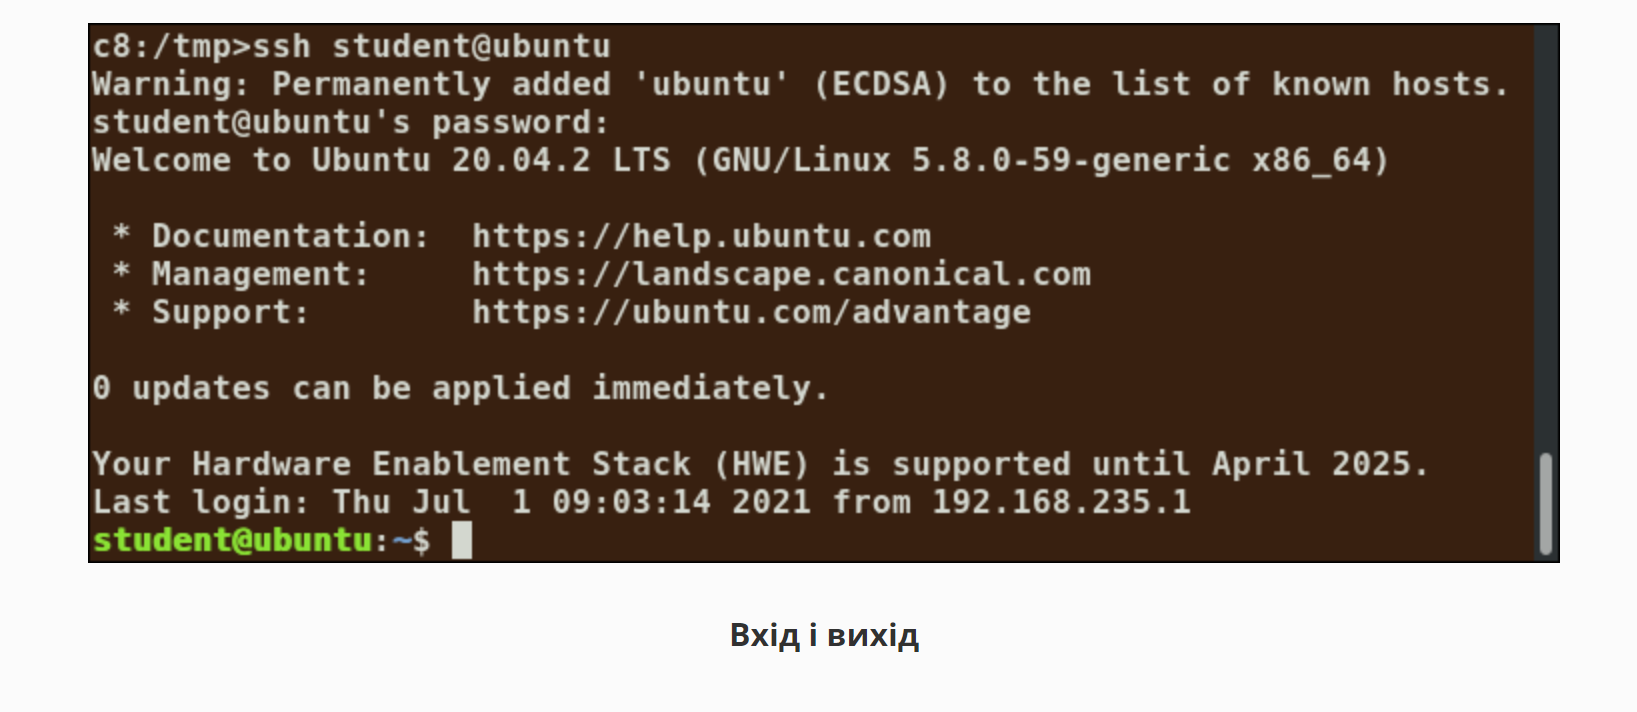 c8:/tmp>ssh student@ubuntu
Warning: Permanently added 'ubuntu' (ECDSA) to the list of known hosts.
student@ubuntu's password:
Welcome to Ubuntu 20.04.2 LTS (GNU/Linux 5.8.0-59-generic x86_64)
 * Documentation:  https://help.ubuntu.com
 * Management:     https://landscape.canonical.com
 * Support:        https://ubuntu.com/advantage
0 updates can be applied immediately.
Your Hardware Enablement Stack (HWE) is supported until April 2025.
Last login: Thu Jul  1 09:03:14 2021 from 192.168.235.1
student@ubuntu:~$
Вхід і вихід